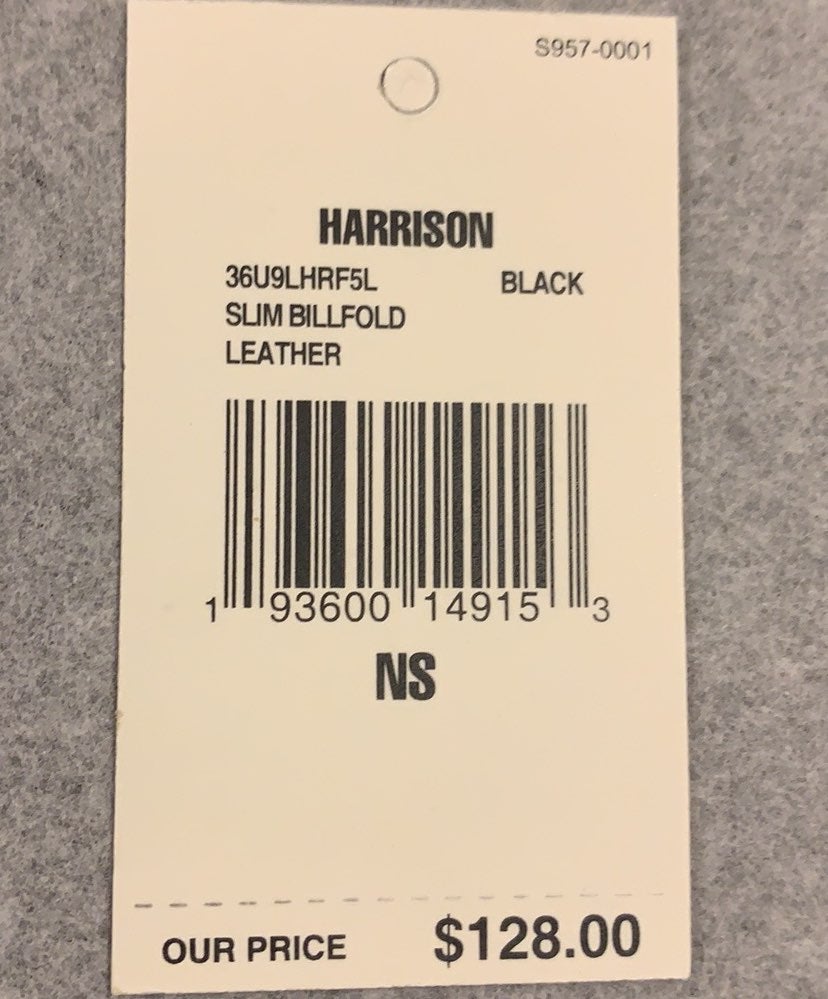 S957-0001
HARRISON
36U9LHRF5L BLACK
SLIM BILLFOLD
LEATHER
1 93600 14915 3
NS
OUR PRICE $128.00